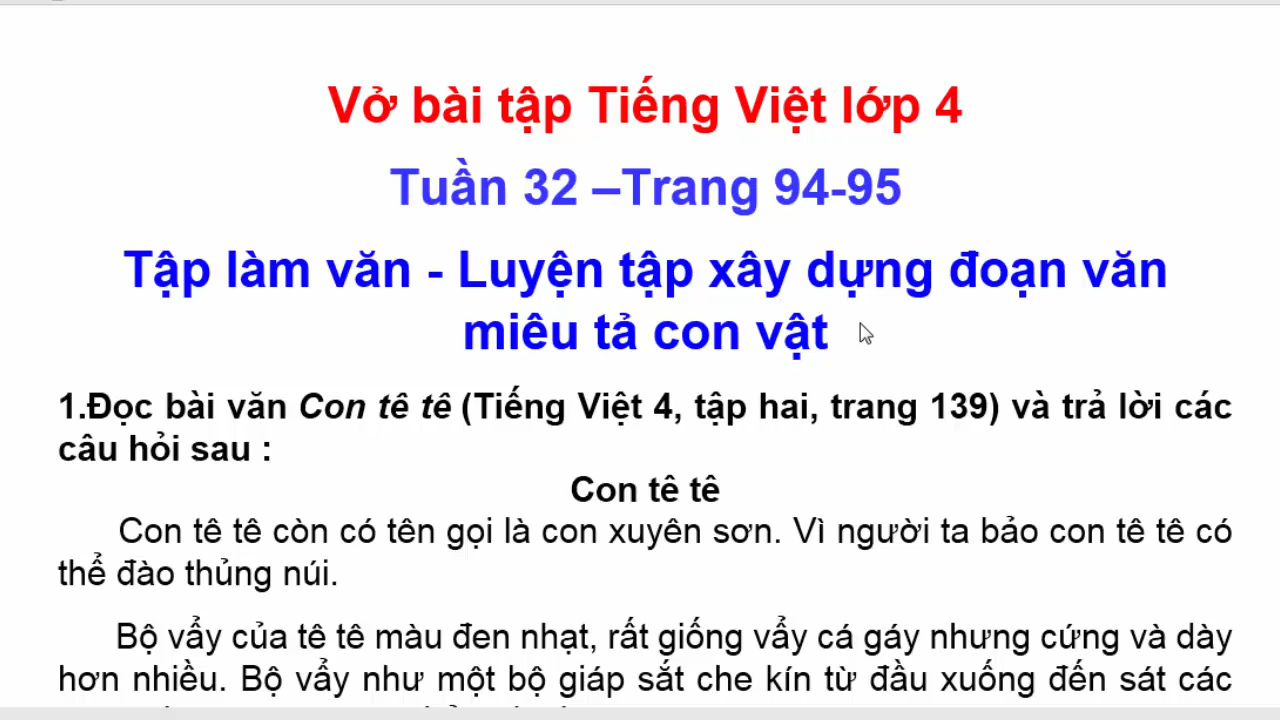 Vở bài tập Tiếng Việt lớp 4
Tuần 32 –Trang 94-95
Tập làm văn - Luyện tập xây dựng đoạn văn
miêu tả con vật
1.Đọc bài văn Con tê tê (Tiếng Việt 4, tập hai, trang 139) và trả lời các
câu hỏi sau :
Con tê tê
Con tê tê còn có tên gọi là con xuyên sơn. Vì người ta bảo con tê tê có
thể đào thủng núi.
Bộ vẩy của tê tê màu đen nhạt, rất giống vẩy cá gáy nhưng cứng và dày
hơn nhiều. Bộ vẩy như một bộ giáp sắt che kín từ đầu xuống đến sát các